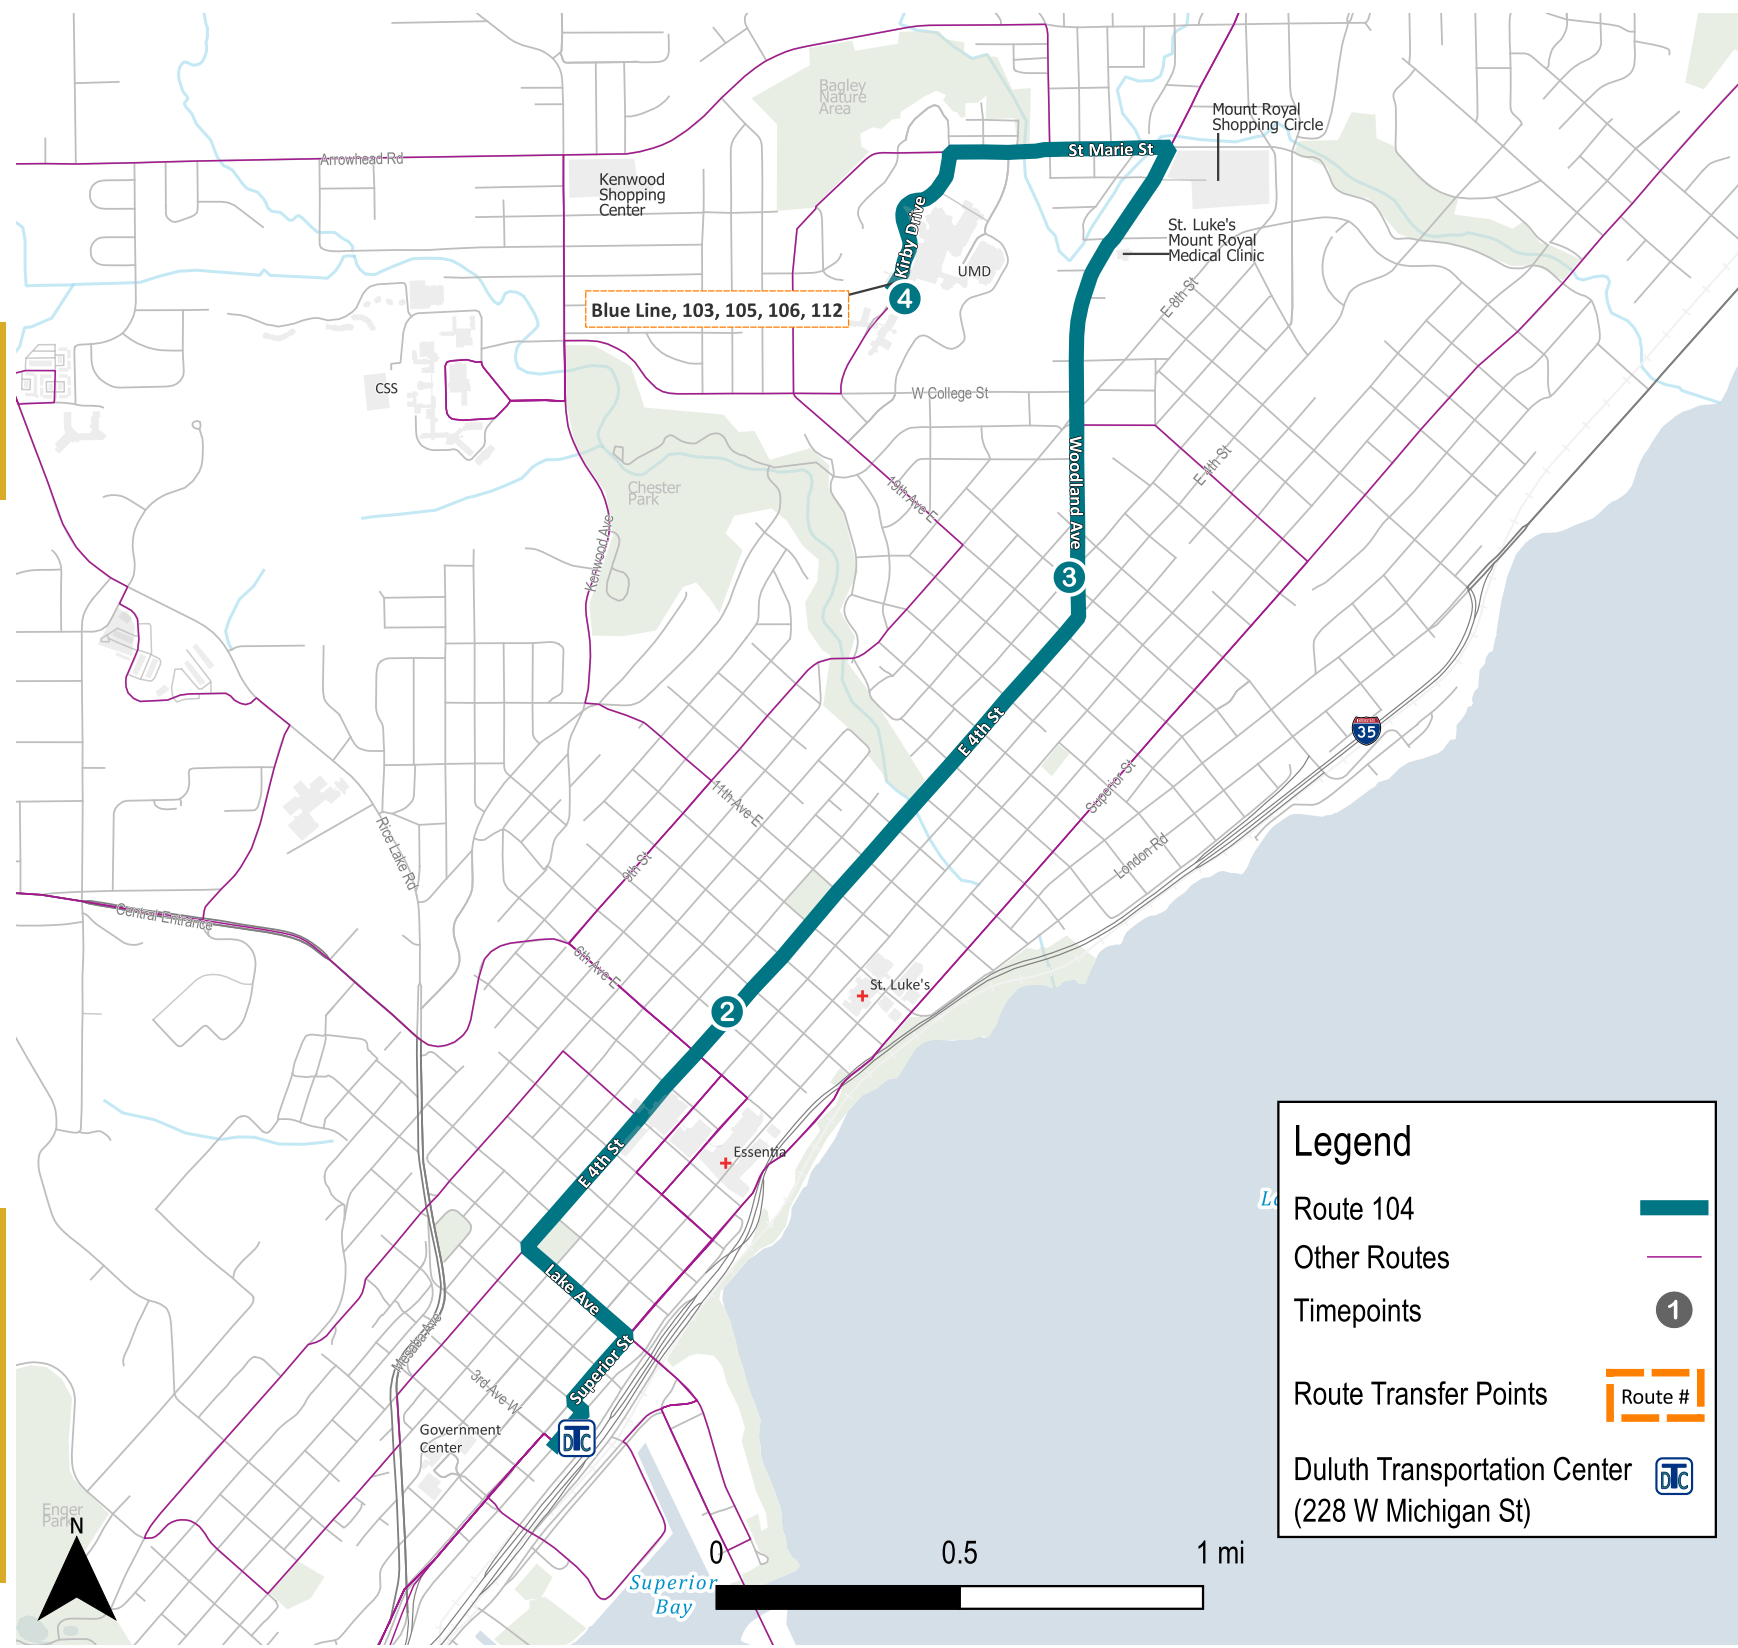 Bagley
Nature
Area
Mount Royal
Shopping Circle
St Marie St
Arrowhead Rd
Kenwood
Shopping
Center
Kirby Drive
St. Luke's
Mount Royal
Medical Clinic
UMD
E 8th St
4
Blue Line, 103, 105, 106, 112
CSS
W College St
Woodland Ave
E 4th St
19th Ave E
Chester
Park
Kenwood Ave
3
E 4th St
35
Superior St
11th Ave E
London Rd
9th St
Rice Lake Rd
Central Entrance
6th Ave E
St. Luke's
2
Essentia
E 4th St
Lake Ave
Superior St
Mesaba Ave
3rd Ave W
Government
Center
DTC
Enger
Park
N
Superior
Bay
0
0.5
1 mi
Legend
Route 104
Other Routes
Timepoints
1
Route Transfer Points
Route #
Duluth Transportation Center
(228 W Michigan St)
DTC